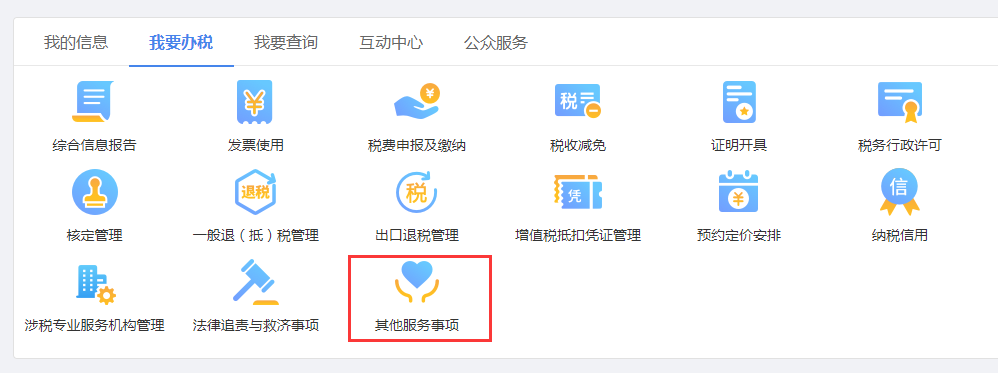 我的信息 我要办税 我要查询 互动中心 公众服务
¥ 税
综合信息报告 发票使用 税费申报及缴纳 税收减免 证明开具 税务行政许可
退税 税 凭 ¥ 信
核定管理 一般退（抵）税管理 出口退税管理 增值税抵扣凭证管理 预约定价安排 纳税信用
涉税专业服务机构管理 法律追责与救济事项 其他服务事项